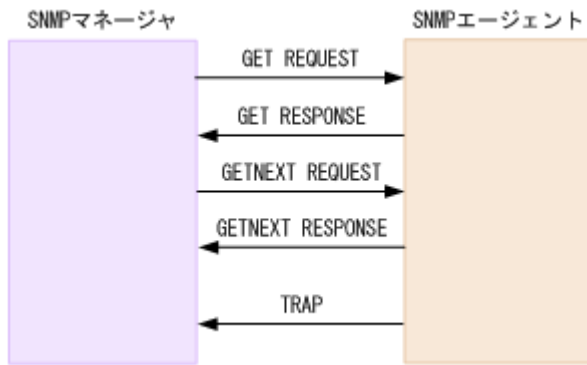 SNMPマネージャ
SNMPエージェント
GET REQUEST
GET RESPONSE
GETNEXT REQUEST
GETNEXT RESPONSE
TRAP